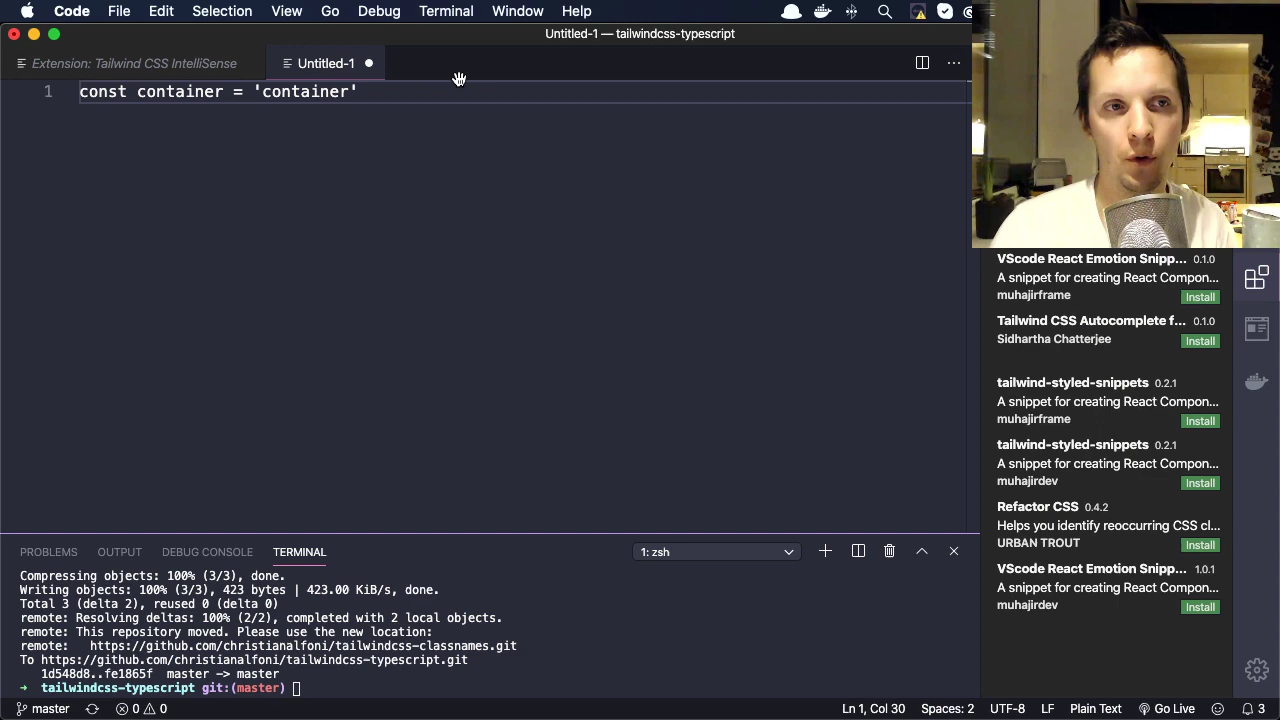 Code File Edit Selection View Go Debug Terminal Window Help
Untitled-1 — tailwindcss-typescript
Extension: Tailwind CSS IntelliSense
Untitled-1
1 const container = 'container'
VScode React Emotion Snipp... 0.1.0
A snippet for creating React Compon...
muhajirframe
Install
Tailwind CSS Autocomplete f... 0.1.0
Sidhartha Chatterjee
Install
tailwind-styled-snippets 0.2.1
A snippet for creating React Compon...
muhajirframe
Install
tailwind-styled-snippets 0.2.1
A snippet for creating React Compon...
muhajirdev
Install
Refactor CSS 0.4.2
Helps you identify reoccurring CSS cl...
URBAN TROUT
Install
VScode React Emotion Snipp... 1.0.1
A snippet for creating React Compon...
muhajirdev
Install
PROBLEMS OUTPUT DEBUG CONSOLE TERMINAL
1: zsh
Compressing objects: 100% (3/3), done.
Writing objects: 100% (3/3), 423 bytes | 423.00 KiB/s, done.
Total 3 (delta 2), reused 0 (delta 0)
remote: Resolving deltas: 100% (2/2), completed with 2 local objects.
remote: This repository moved. Please use the new location:
remote:   https://github.com/christianalfoni/tailwindcss-classnames.git
To https://github.com/christianalfoni/tailwindcss-typescript.git
   1d548d8..fe1865f  master -> master
➜  tailwindcss-typescript git:(master)
master 0 0 Ln 1, Col 30 Spaces: 2 UTF-8 LF Plain Text Go Live 3